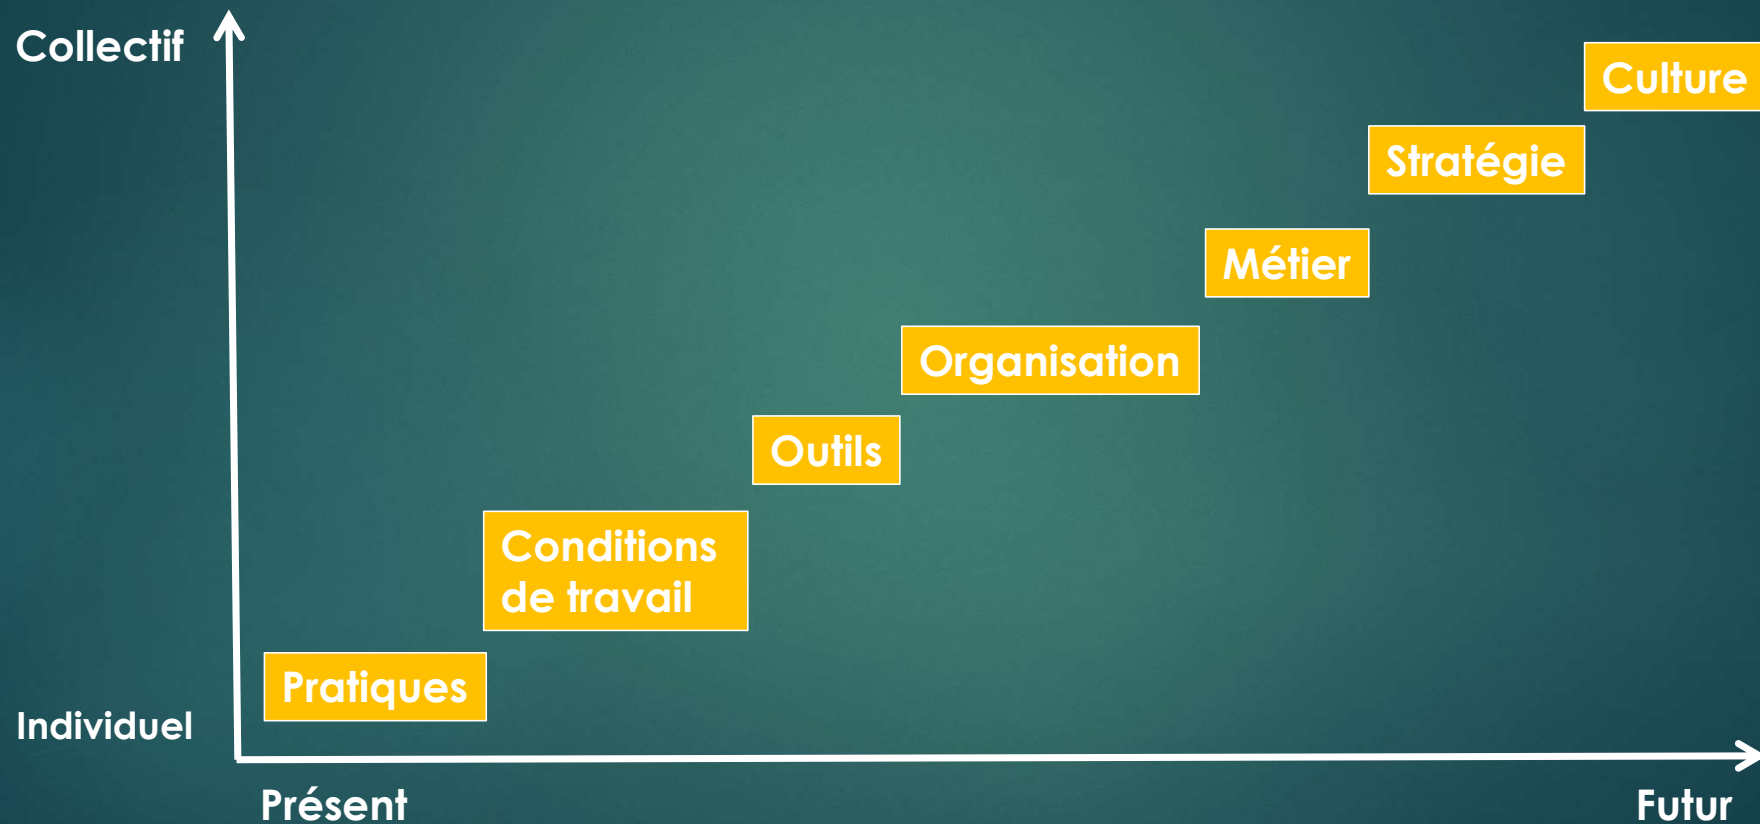 Collectif
Culture
Stratégie
Métier
Organisation
Outils
Conditions
de travail
Pratiques
Individuel
Présent
Futur